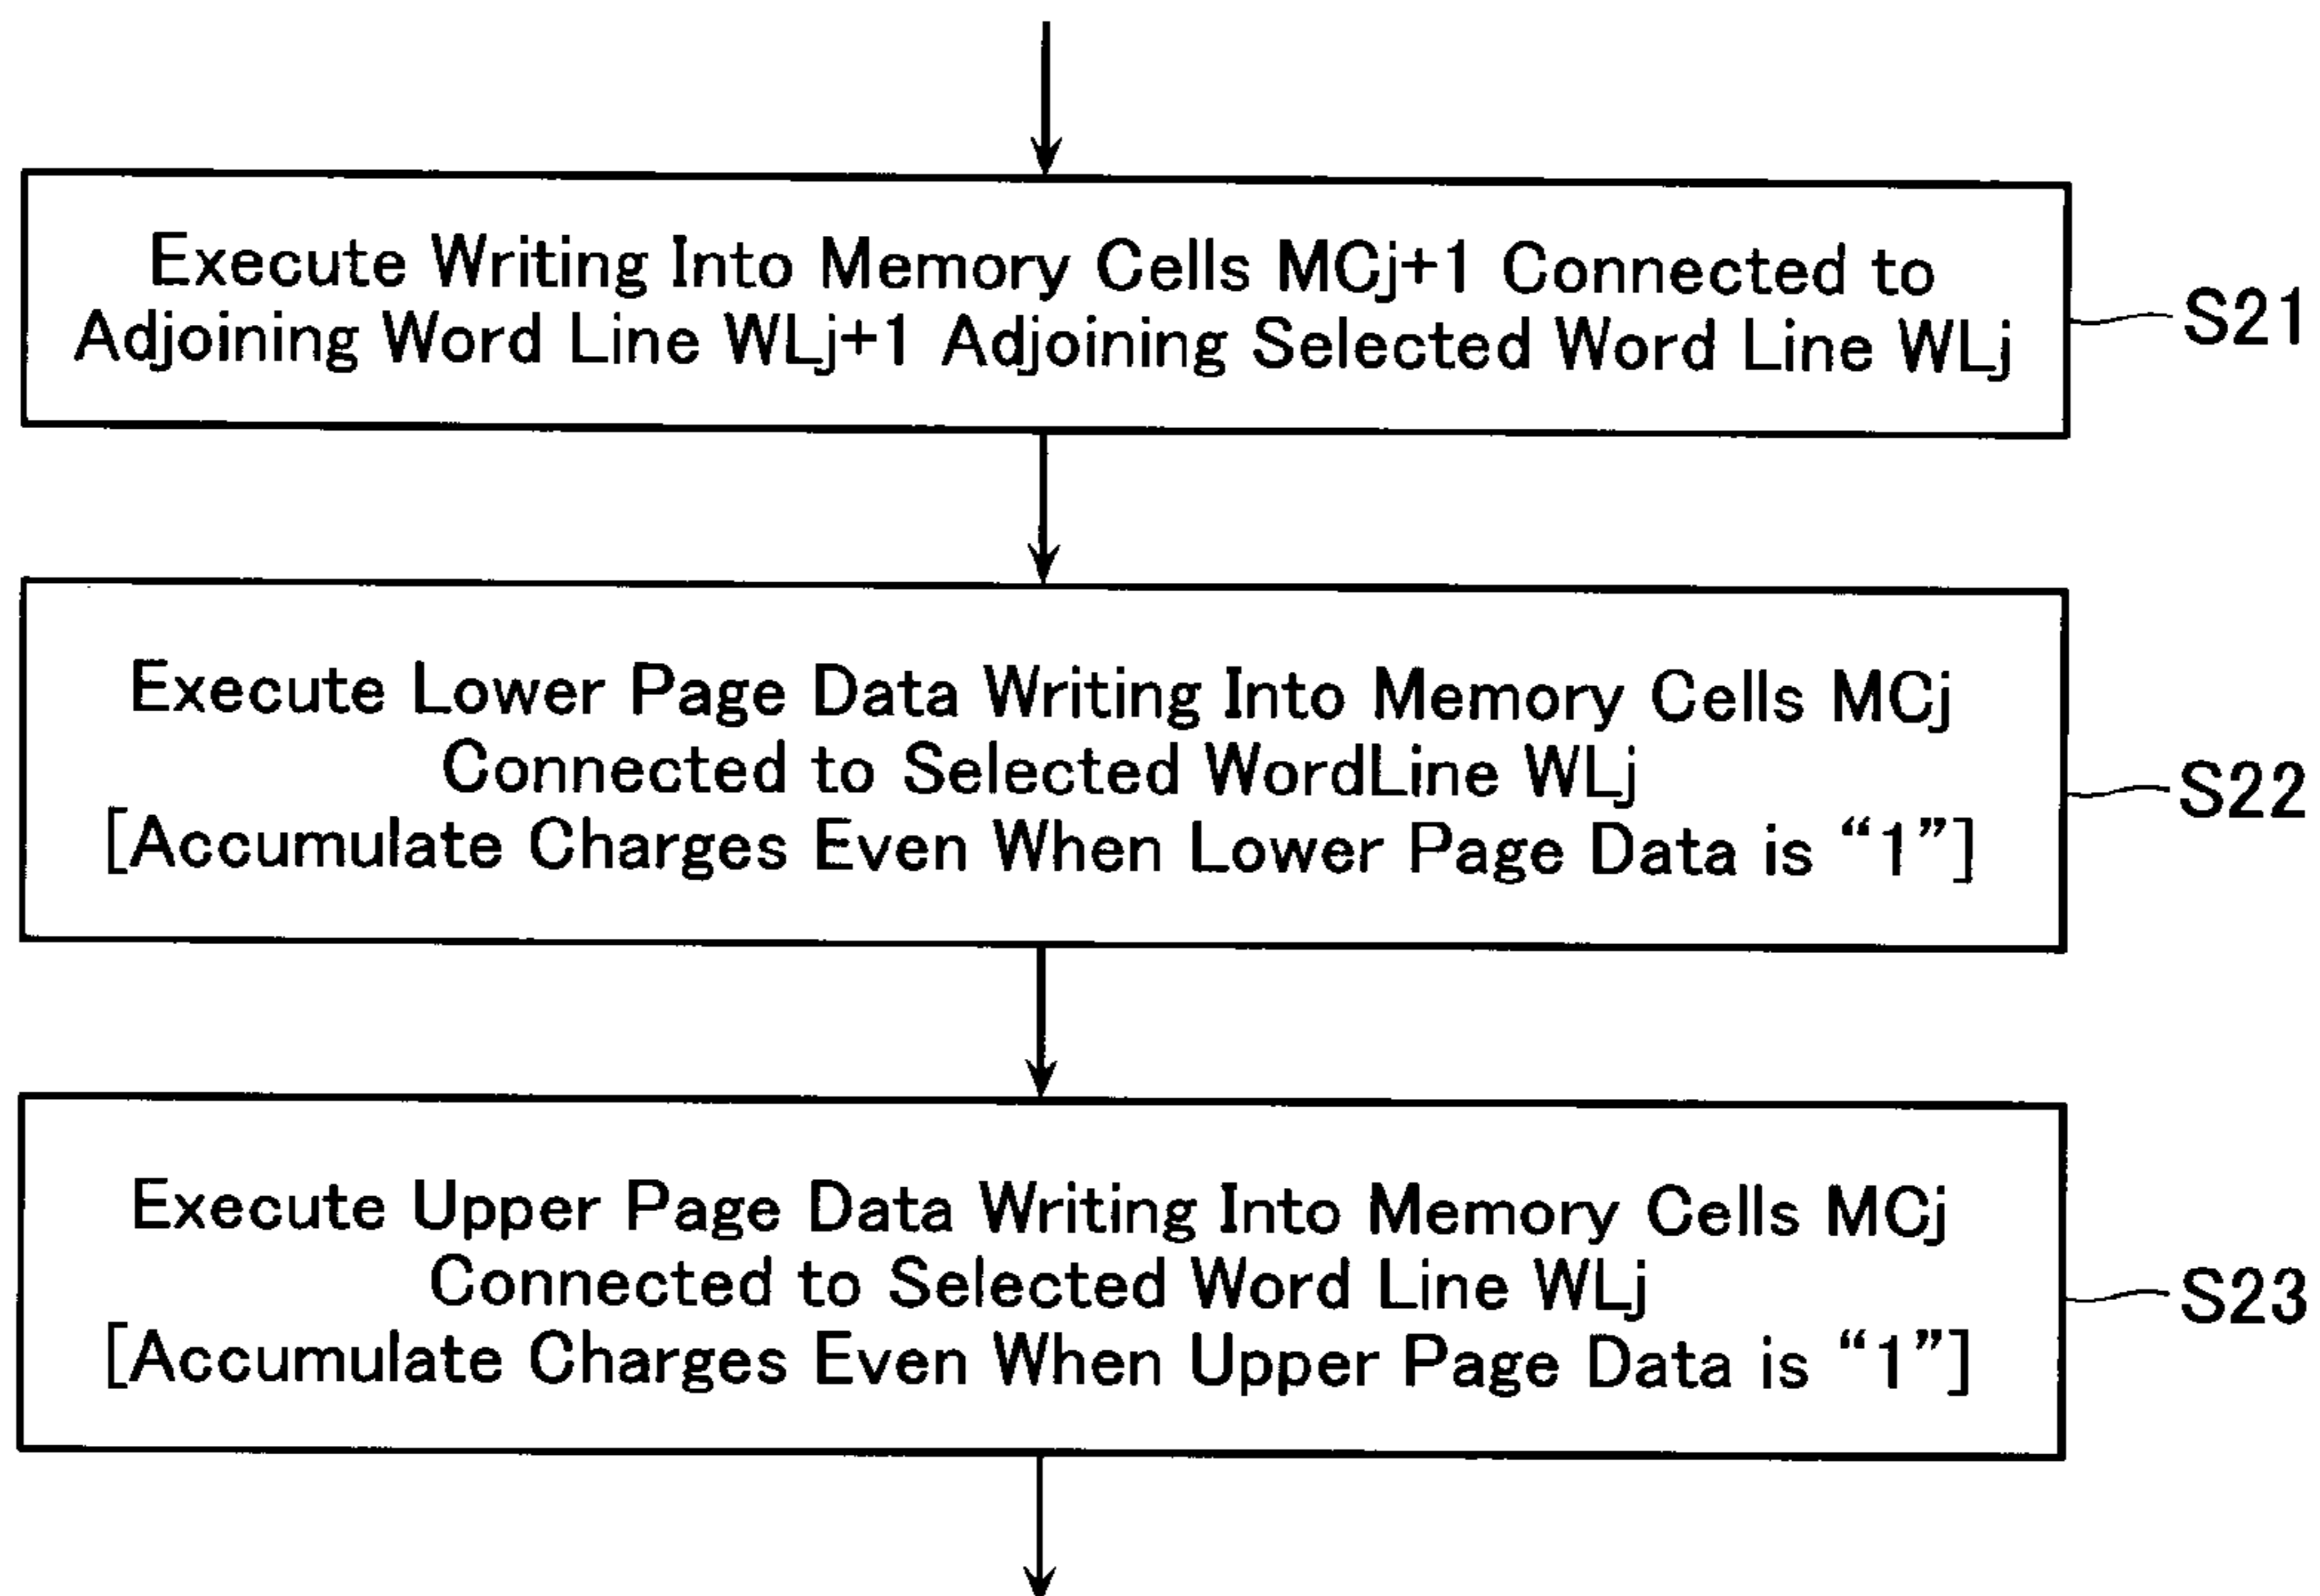 Execute Writing Into Memory Cells MCj+1 Connected to
Adjoining Word Line WLj+1 Adjoining Selected Word Line WLj
S21
Execute Lower Page Data Writing Into Memory Cells MCj
Connected to Selected WordLine WLj
[Accumulate Charges Even When Lower Page Data is “1”]
S22
Execute Upper Page Data Writing Into Memory Cells MCj
Connected to Selected Word Line WLj
[Accumulate Charges Even When Upper Page Data is “1”]
S23